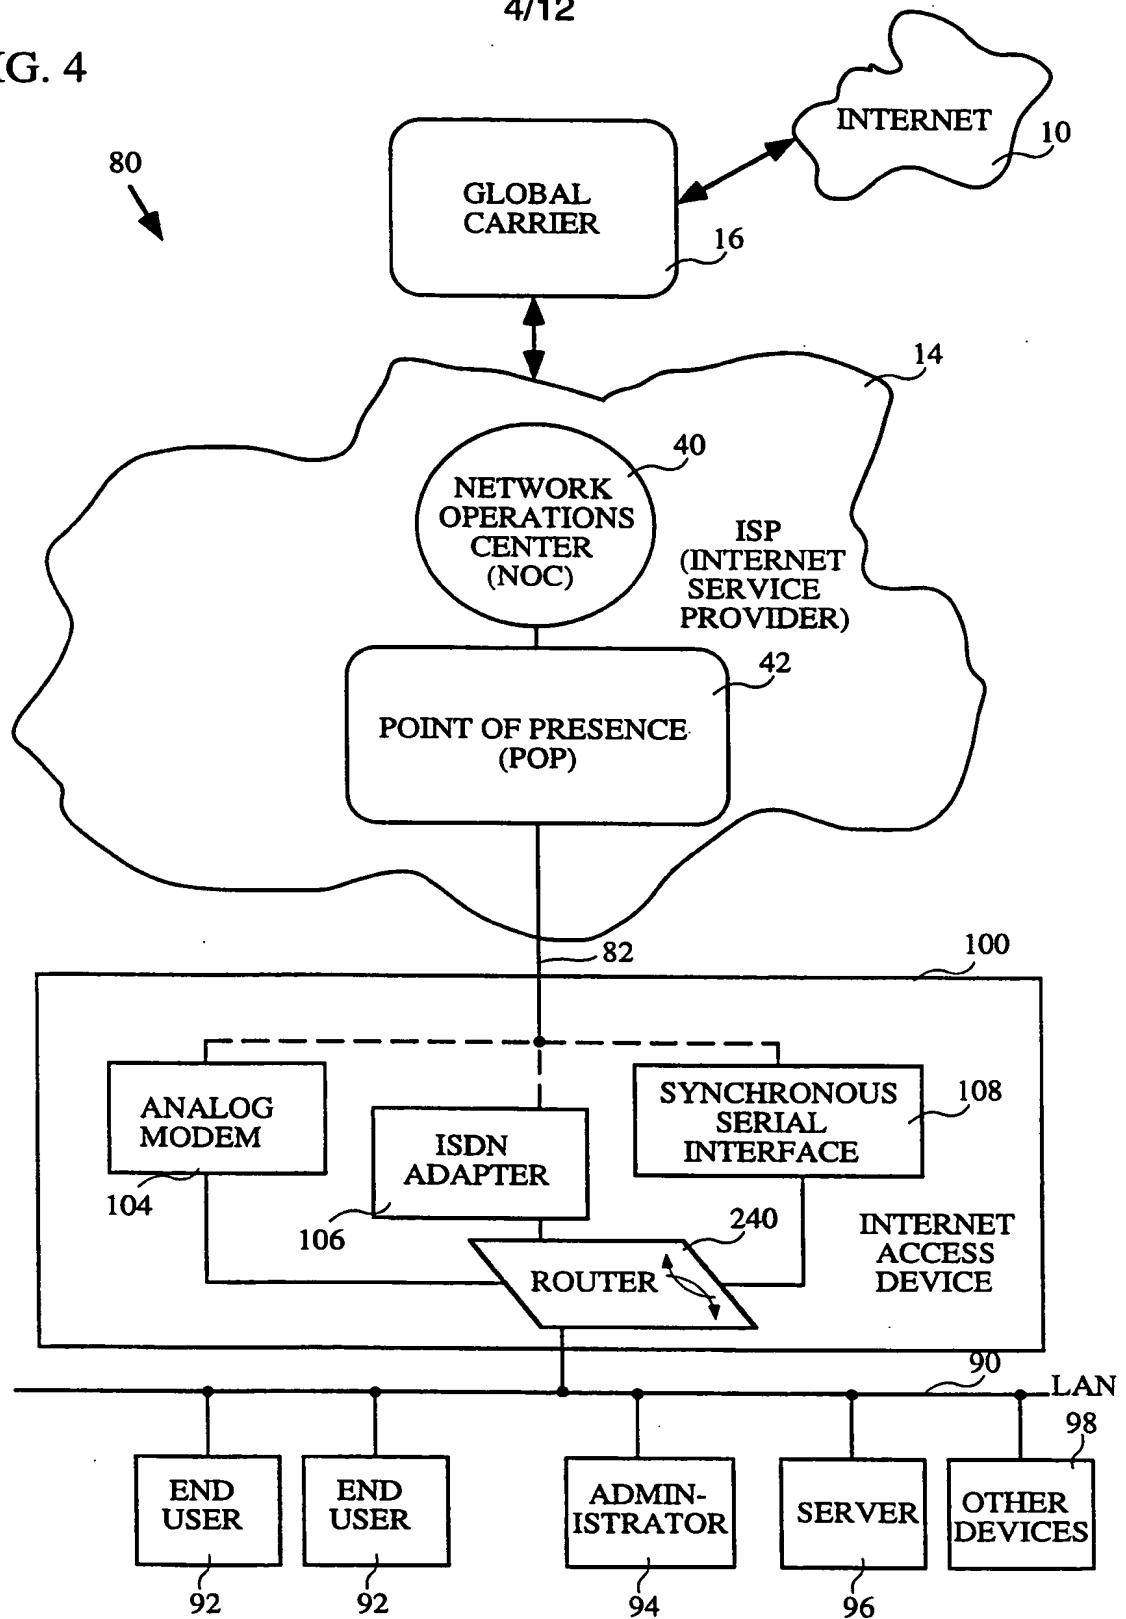 4/12
IG. 4
INTERNET
10
80
GLOBAL
CARRIER
16
14
40
NETWORK
OPERATIONS
CENTER
(NOC)
ISP
(INTERNET
SERVICE
PROVIDER)
42
POINT OF PRESENCE
(POP)
82
100
ANALOG
MODEM
104
ISDN
ADAPTER
106
SYNCHRONOUS
SERIAL
INTERFACE
108
240
ROUTER
INTERNET
ACCESS
DEVICE
90
LAN
98
END
USER
92
END
USER
92
ADMIN-
ISTRATOR
94
SERVER
96
OTHER
DEVICES